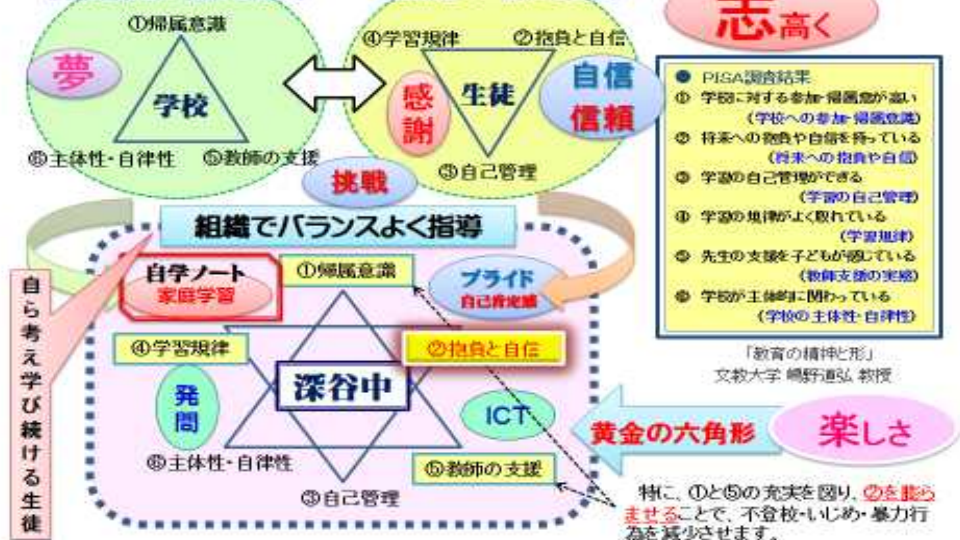 ①帰属意識
夢
学校
⑥主体性・自律性
⑤教師の支援
④学習規律
②抱負と自信
感謝
生徒
自信
信頼
③自己管理
挑戦
志高く
● PISA調査結果
① 学校に対する参加・帰属意が高い
(学校への参加・帰属意識)
② 将来への抱負や自信を持っている
(将来への抱負や自信)
③ 学習の自己管理ができる
(学習の自己管理)
④ 学習の規律がよく取れている
(学習規律)
⑤ 先生の支援を子どもが感じている
(教師支援の実感)
⑥ 学校が主体的に関わっている
(学校の主体性・自律性)
「教育の精神と形」
文教大学 嶋野道弘 教授
組織でバランスよく指導
自学ノート
家庭学習
①帰属意識
プライド
自己肯定感
④学習規律
②抱負と自信
深谷中
発問
ICT
⑥主体性・自律性
⑤教師の支援
③自己管理
自ら考え学び続ける生徒
黄金の六角形
楽しさ
特に、①と⑤の充実を図り、②を膨ら
ませることで、不登校・いじめ・暴力行
為を減少させます。